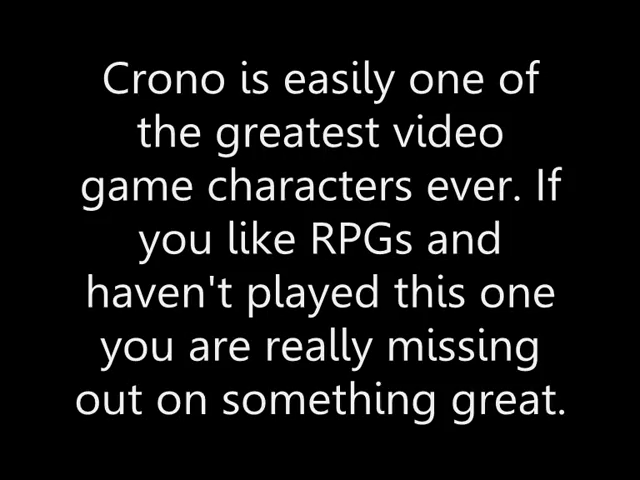 Crono is easily one of
the greatest video
game characters ever. If
you like RPGs and
haven't played this one
you are really missing
out on something great.